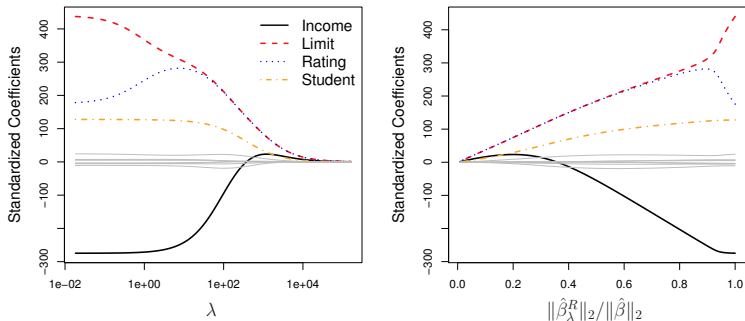 Standardized Coefficients
400
300
200
100
0
-100
-300
1e−02
1e+00
1e+02
1e+04
λ
Income
Limit
Rating
Student
Standardized Coefficients
400
300
200
100
0
-100
-300
0.0
0.2
0.4
0.6
0.8
1.0
‖β̂λᴿ‖₂/‖β̂‖₂